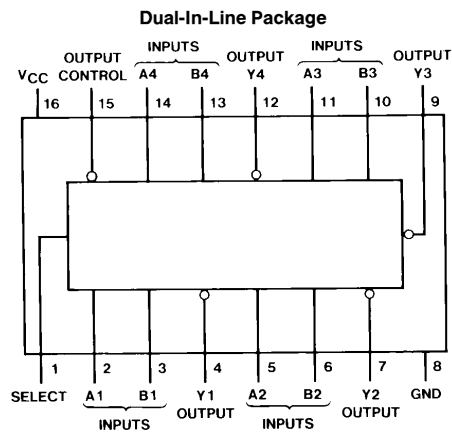 Dual-In-Line Package
VCC
OUTPUT
CONTROL
INPUTS
A4 B4
OUTPUT
Y4
INPUTS
A3 B3
OUTPUT
Y3
16 15 14 13 12 11 10 9
1 2 3 4 5 6 7 8
SELECT
A1 B1
INPUTS
Y1
OUTPUT
A2 B2
INPUTS
Y2
OUTPUT
GND